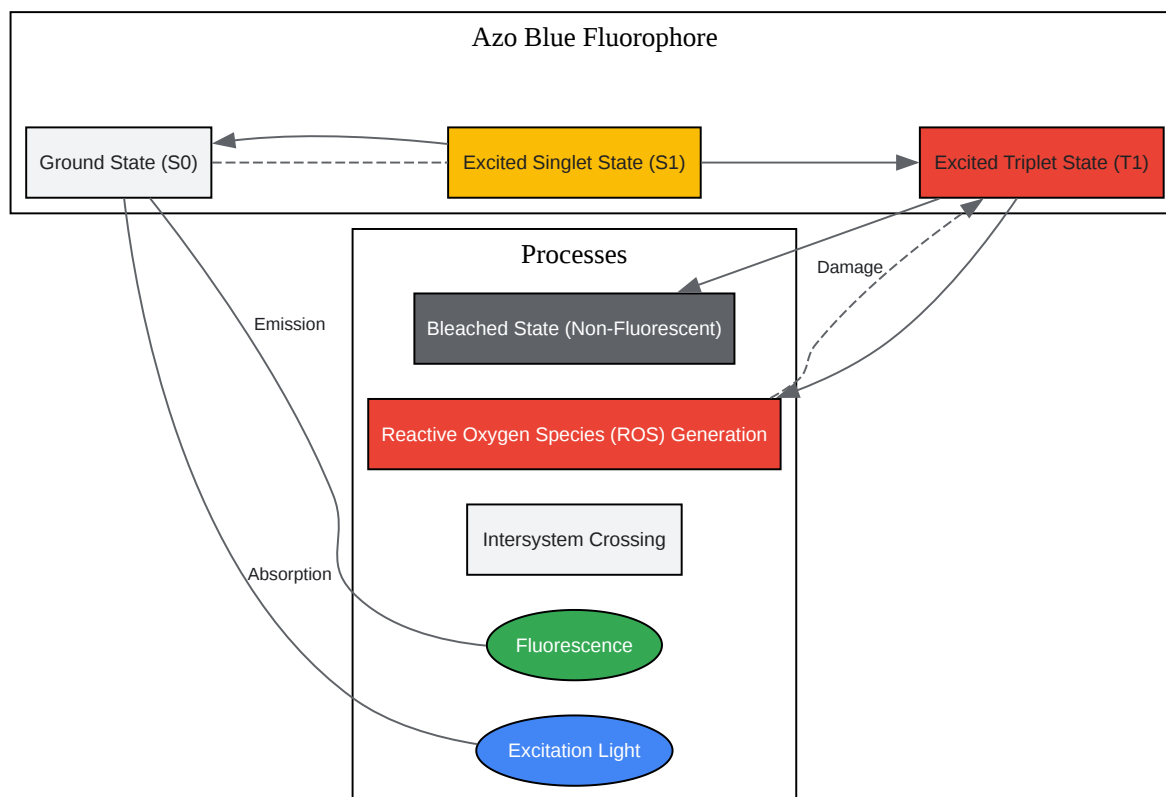 Azo Blue Fluorophore
Ground State (S0)
Excited Singlet State (S1)
Excited Triplet State (T1)
Processes
Damage
Bleached State (Non-Fluorescent)
Emission
Reactive Oxygen Species (ROS) Generation
Intersystem Crossing
Absorption
Fluorescence
Excitation Light